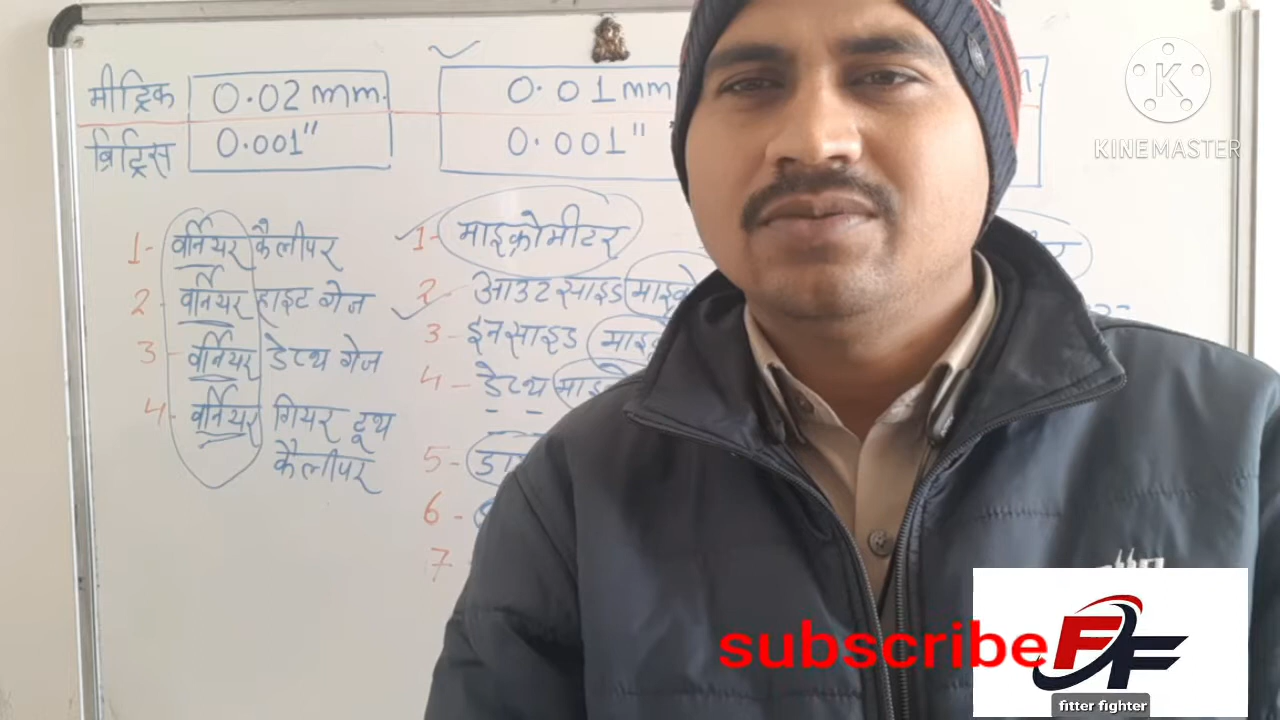 मीट्रिक 0.02 mm. 0.01 mm
ब्रिट्रिस 0.001" 0.001"
KINEMASTER
1- वर्नियर कैलीपर
2- वर्नियर हाइट गेज
3- वर्नियर डेप्थ गेज
4- वर्नियर गियर टूथ
कैलीपर
1- माइक्रोमीटर
2- आउटसाइड
3- इनसाइड
4- डेप्थ
5-
6-
7-
subscribe
FF
fitter fighter